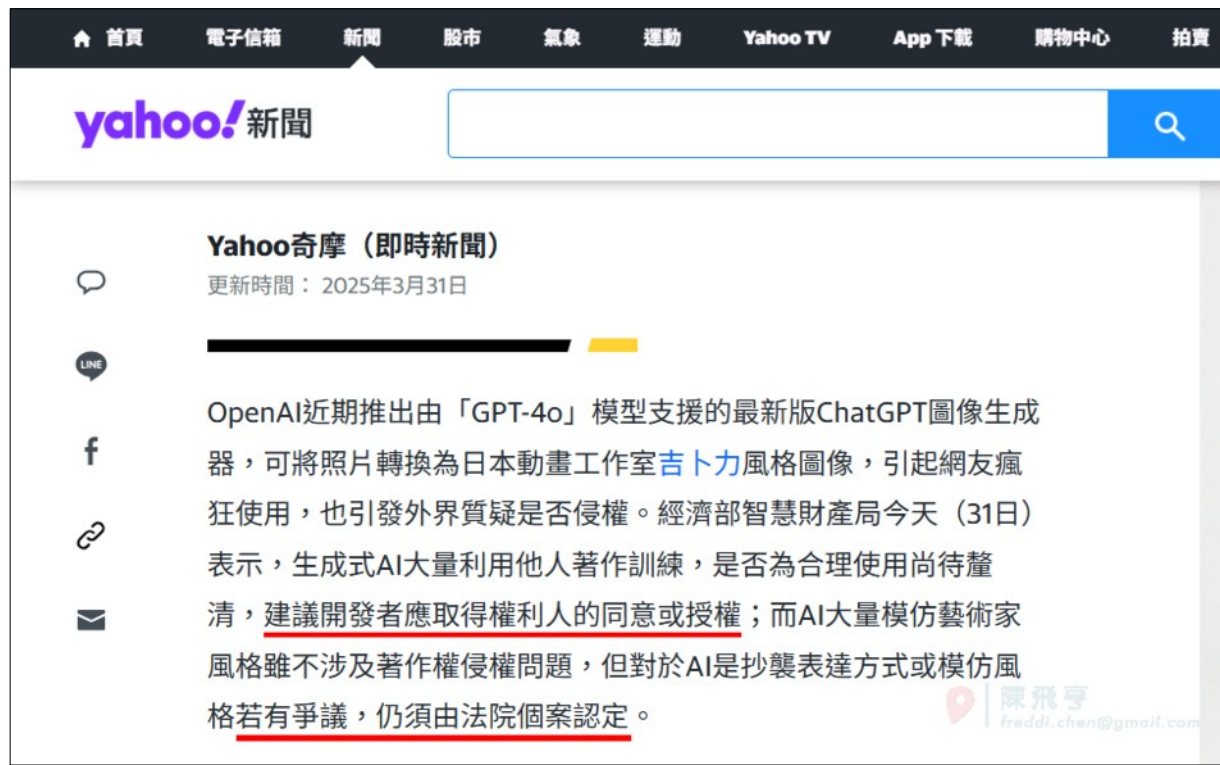 首頁 電子信箱 新聞 股市 氣象 運動 Yahoo TV App 下載 購物中心 拍賣
yahoo!新聞
Yahoo奇摩（即時新聞）
更新時間： 2025年3月31日
LINE
OpenAI近期推出由「GPT-4o」模型支援的最新版ChatGPT圖像生成
器，可將照片轉換為日本動畫工作室吉卜力風格圖像，引起網友瘋
狂使用，也引發外界質疑是否侵權。經濟部智慧財產局今天（31日）
表示，生成式AI大量利用他人著作訓練，是否為合理使用尚待釐
清，建議開發者應取得權利人的同意或授權；而AI大量模仿藝術家
風格雖不涉及著作權侵權問題，但對於AI是抄襲表達方式或模仿風
格若有爭議，仍須由法院個案認定。
陳飛亨
freddi.chen@gmail.com